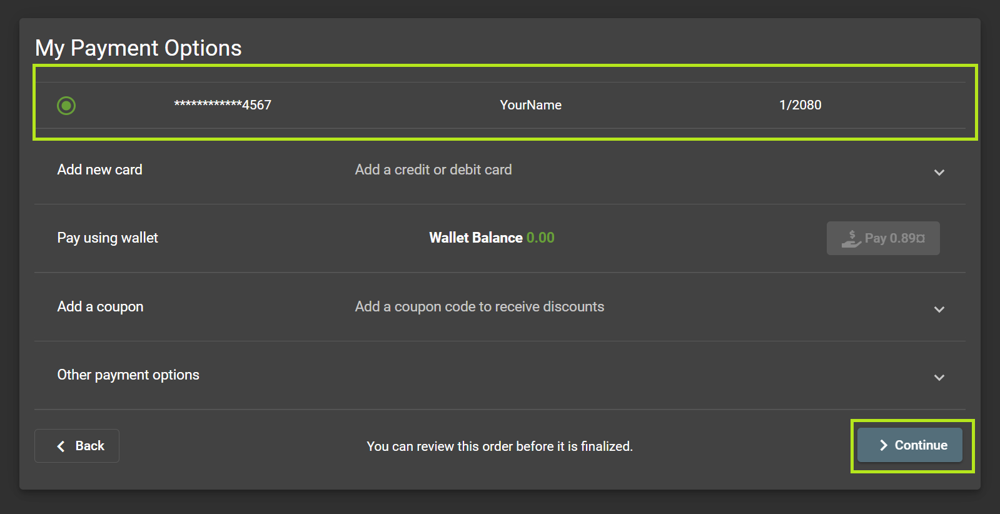 My Payment Options
************4567 YourName 1/2080
Add new card Add a credit or debit card
Pay using wallet Wallet Balance 0.00 $ Pay 0.89¤
Add a coupon Add a coupon code to receive discounts
Other payment options
Back You can review this order before it is finalized. Continue